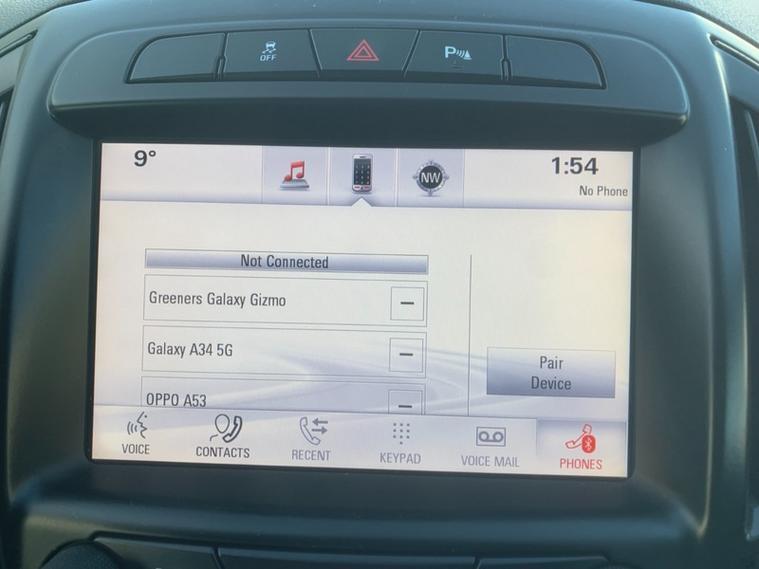 OFF
P
9°
NW
1:54
No Phone
Not Connected
Greeners Galaxy Gizmo
Galaxy A34 5G
OPPO A53
Pair
Device
VOICE
CONTACTS
RECENT
KEYPAD
VOICE MAIL
PHONES